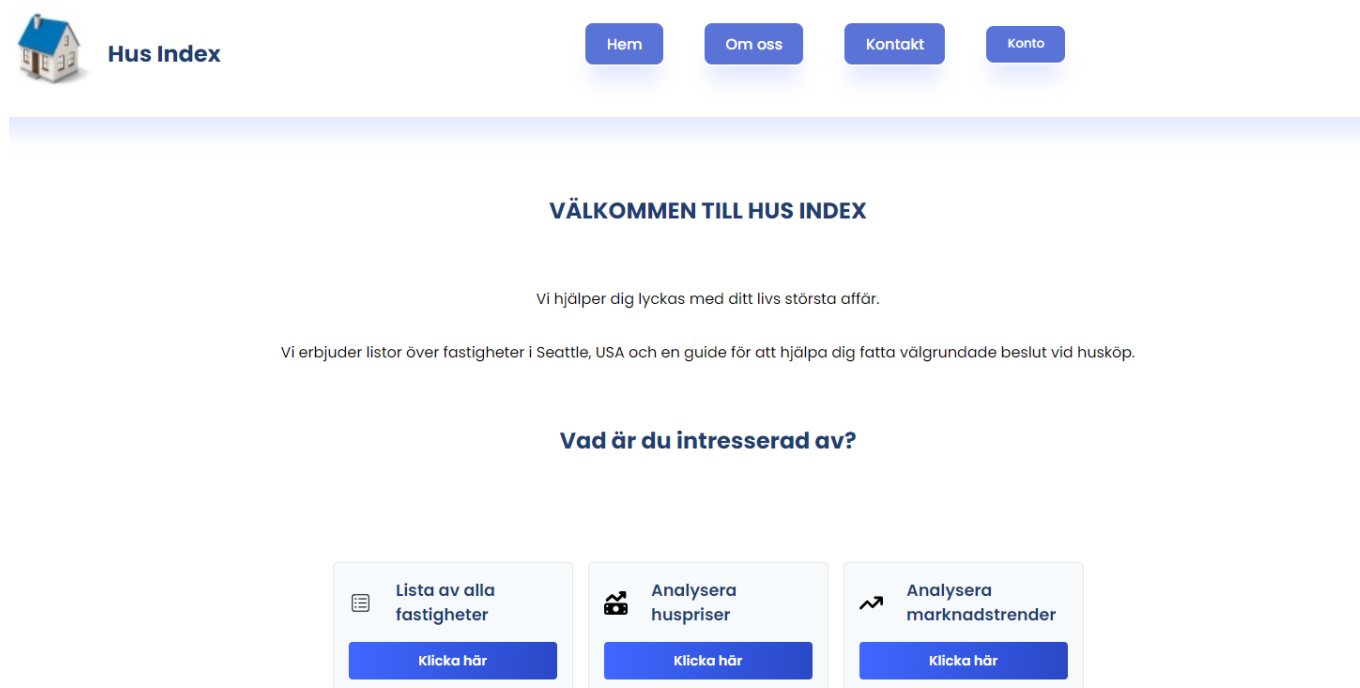 Hus Index
Hem
Om oss
Kontakt
Konto
VÄLKOMMEN TILL HUS INDEX
Vi hjälper dig lyckas med ditt livs största affär.
Vi erbjuder listor över fastigheter i Seattle, USA och en guide för att hjälpa dig fatta välgrundade beslut vid husköp.
Vad är du intresserad av?
Lista av alla
fastigheter
Klicka här
Analysera
huspriser
Klicka här
Analysera
marknadstrender
Klicka här